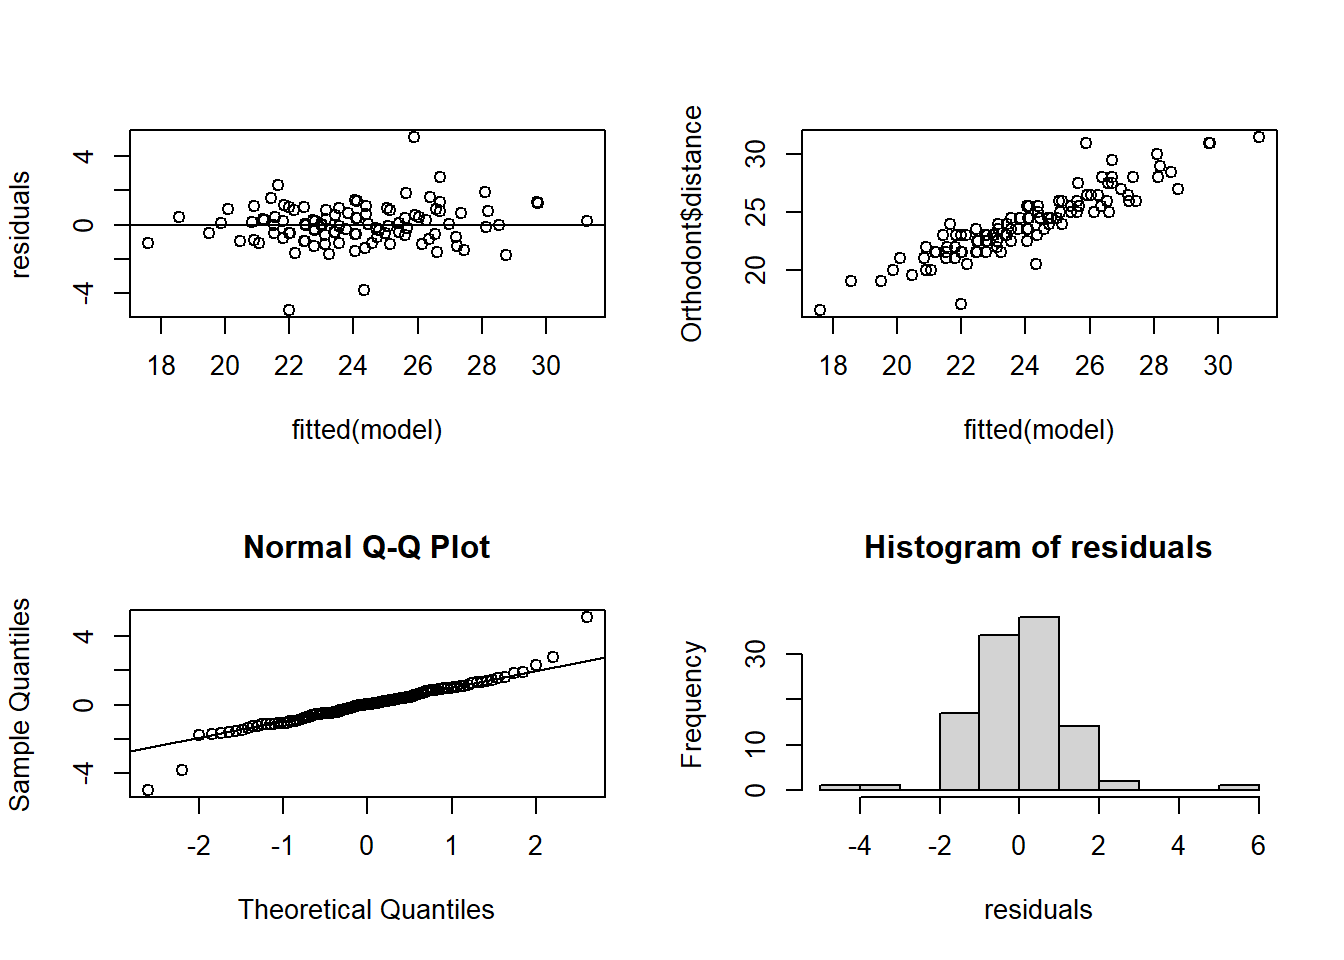 residuals
4
0
-4
18 20 22 24 26 28 30
fitted(model)
Orthodont$distance
30
25
20
18 20 22 24 26 28 30
fitted(model)
Normal Q-Q Plot
Sample Quantiles
4
0
-4
-2 -1 0 1 2
Theoretical Quantiles
Histogram of residuals
Frequency
30
10
0
-4 -2 0 2 4 6
residuals